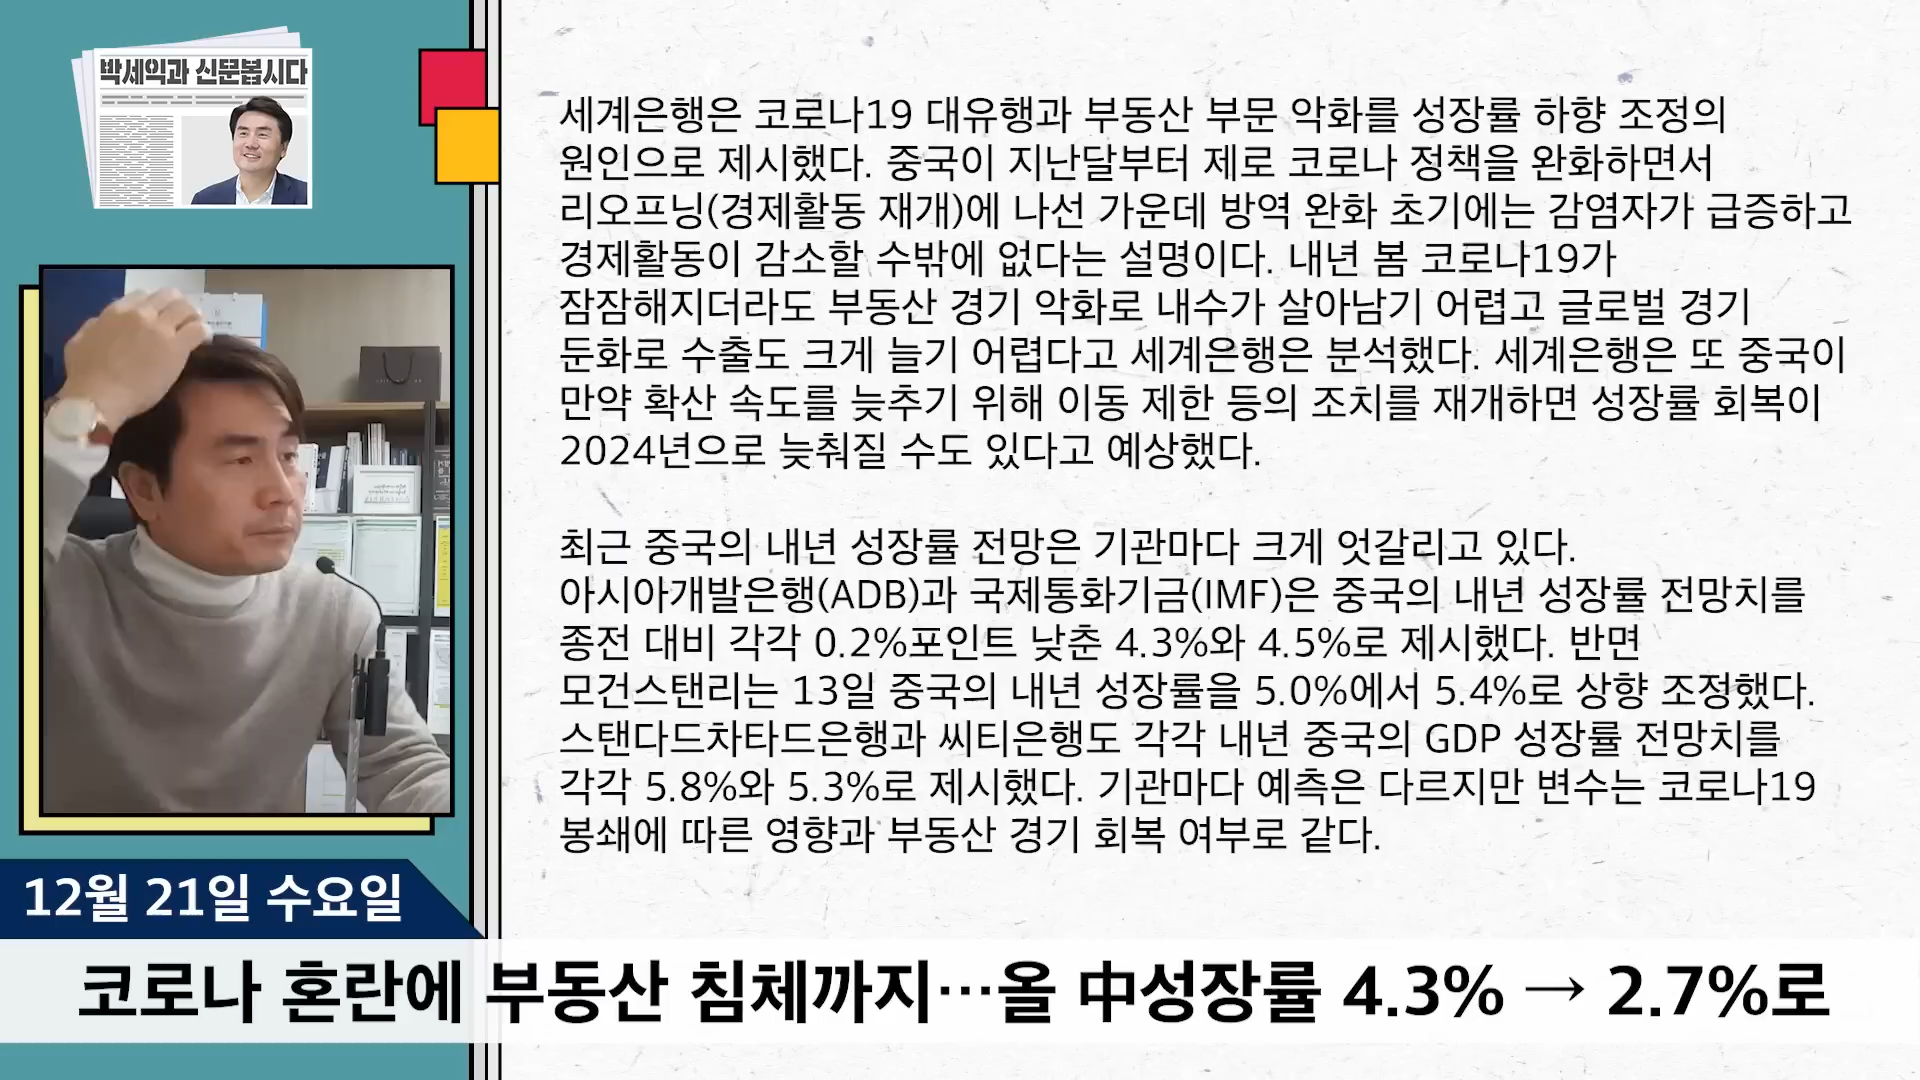 박세익과 신문봅시다
세계은행은 코로나19 대유행과 부동산 부문 악화를 성장률 하향 조정의
원인으로 제시했다. 중국이 지난달부터 제로 코로나 정책을 완화하면서
리오프닝(경제활동 재개)에 나선 가운데 방역 완화 초기에는 감염자가 급증하고
경제활동이 감소할 수밖에 없다는 설명이다. 내년 봄 코로나19가
잠잠해지더라도 부동산 경기 악화로 내수가 살아남기 어렵고 글로벌 경기
둔화로 수출도 크게 늘기 어렵다고 세계은행은 분석했다. 세계은행은 또 중국이
만약 확산 속도를 늦추기 위해 이동 제한 등의 조치를 재개하면 성장률 회복이
2024년으로 늦춰질 수도 있다고 예상했다.
최근 중국의 내년 성장률 전망은 기관마다 크게 엇갈리고 있다.
아시아개발은행(ADB)과 국제통화기금(IMF)은 중국의 내년 성장률 전망치를
종전 대비 각각 0.2%포인트 낮춘 4.3%와 4.5%로 제시했다. 반면
모건스탠리는 13일 중국의 내년 성장률을 5.0%에서 5.4%로 상향 조정했다.
스탠다드차타드은행과 씨티은행도 각각 내년 중국의 GDP 성장률 전망치를
각각 5.8%와 5.3%로 제시했다. 기관마다 예측은 다르지만 변수는 코로나19
봉쇄에 따른 영향과 부동산 경기 회복 여부로 같다.
12월 21일 수요일
코로나 혼란에 부동산 침체까지…올 中성장률 4.3% → 2.7%로